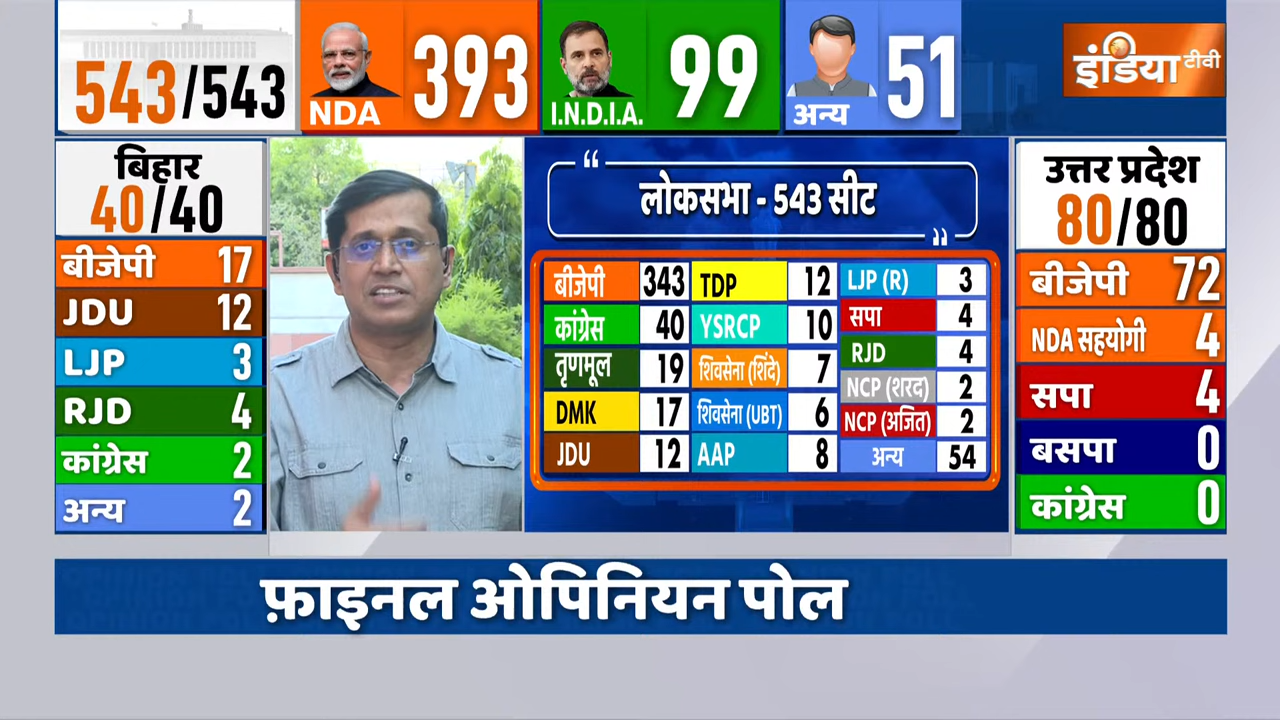 543/543
NDA 393
I.N.D.I.A. 99
अन्य 51
इंडिया टीवी
बिहार
40/40
बीजेपी 17
JDU 12
LJP 3
RJD 4
कांग्रेस 2
अन्य 2
“
लोकसभा - 543 सीट
”
बीजेपी 343 TDP 12 LJP (R) 3
कांग्रेस 40 YSRCP 10 सपा 4
तृणमूल 19 शिवसेना (शिंदे) 7 RJD 4
DMK 17 शिवसेना (UBT) 6 NCP (शरद) 2
JDU 12 AAP 8 NCP (अजित) 2
अन्य 54
उत्तर प्रदेश
80/80
बीजेपी 72
NDA सहयोगी 4
सपा 4
बसपा 0
कांग्रेस 0
फ़ाइनल ओपिनियन पोल